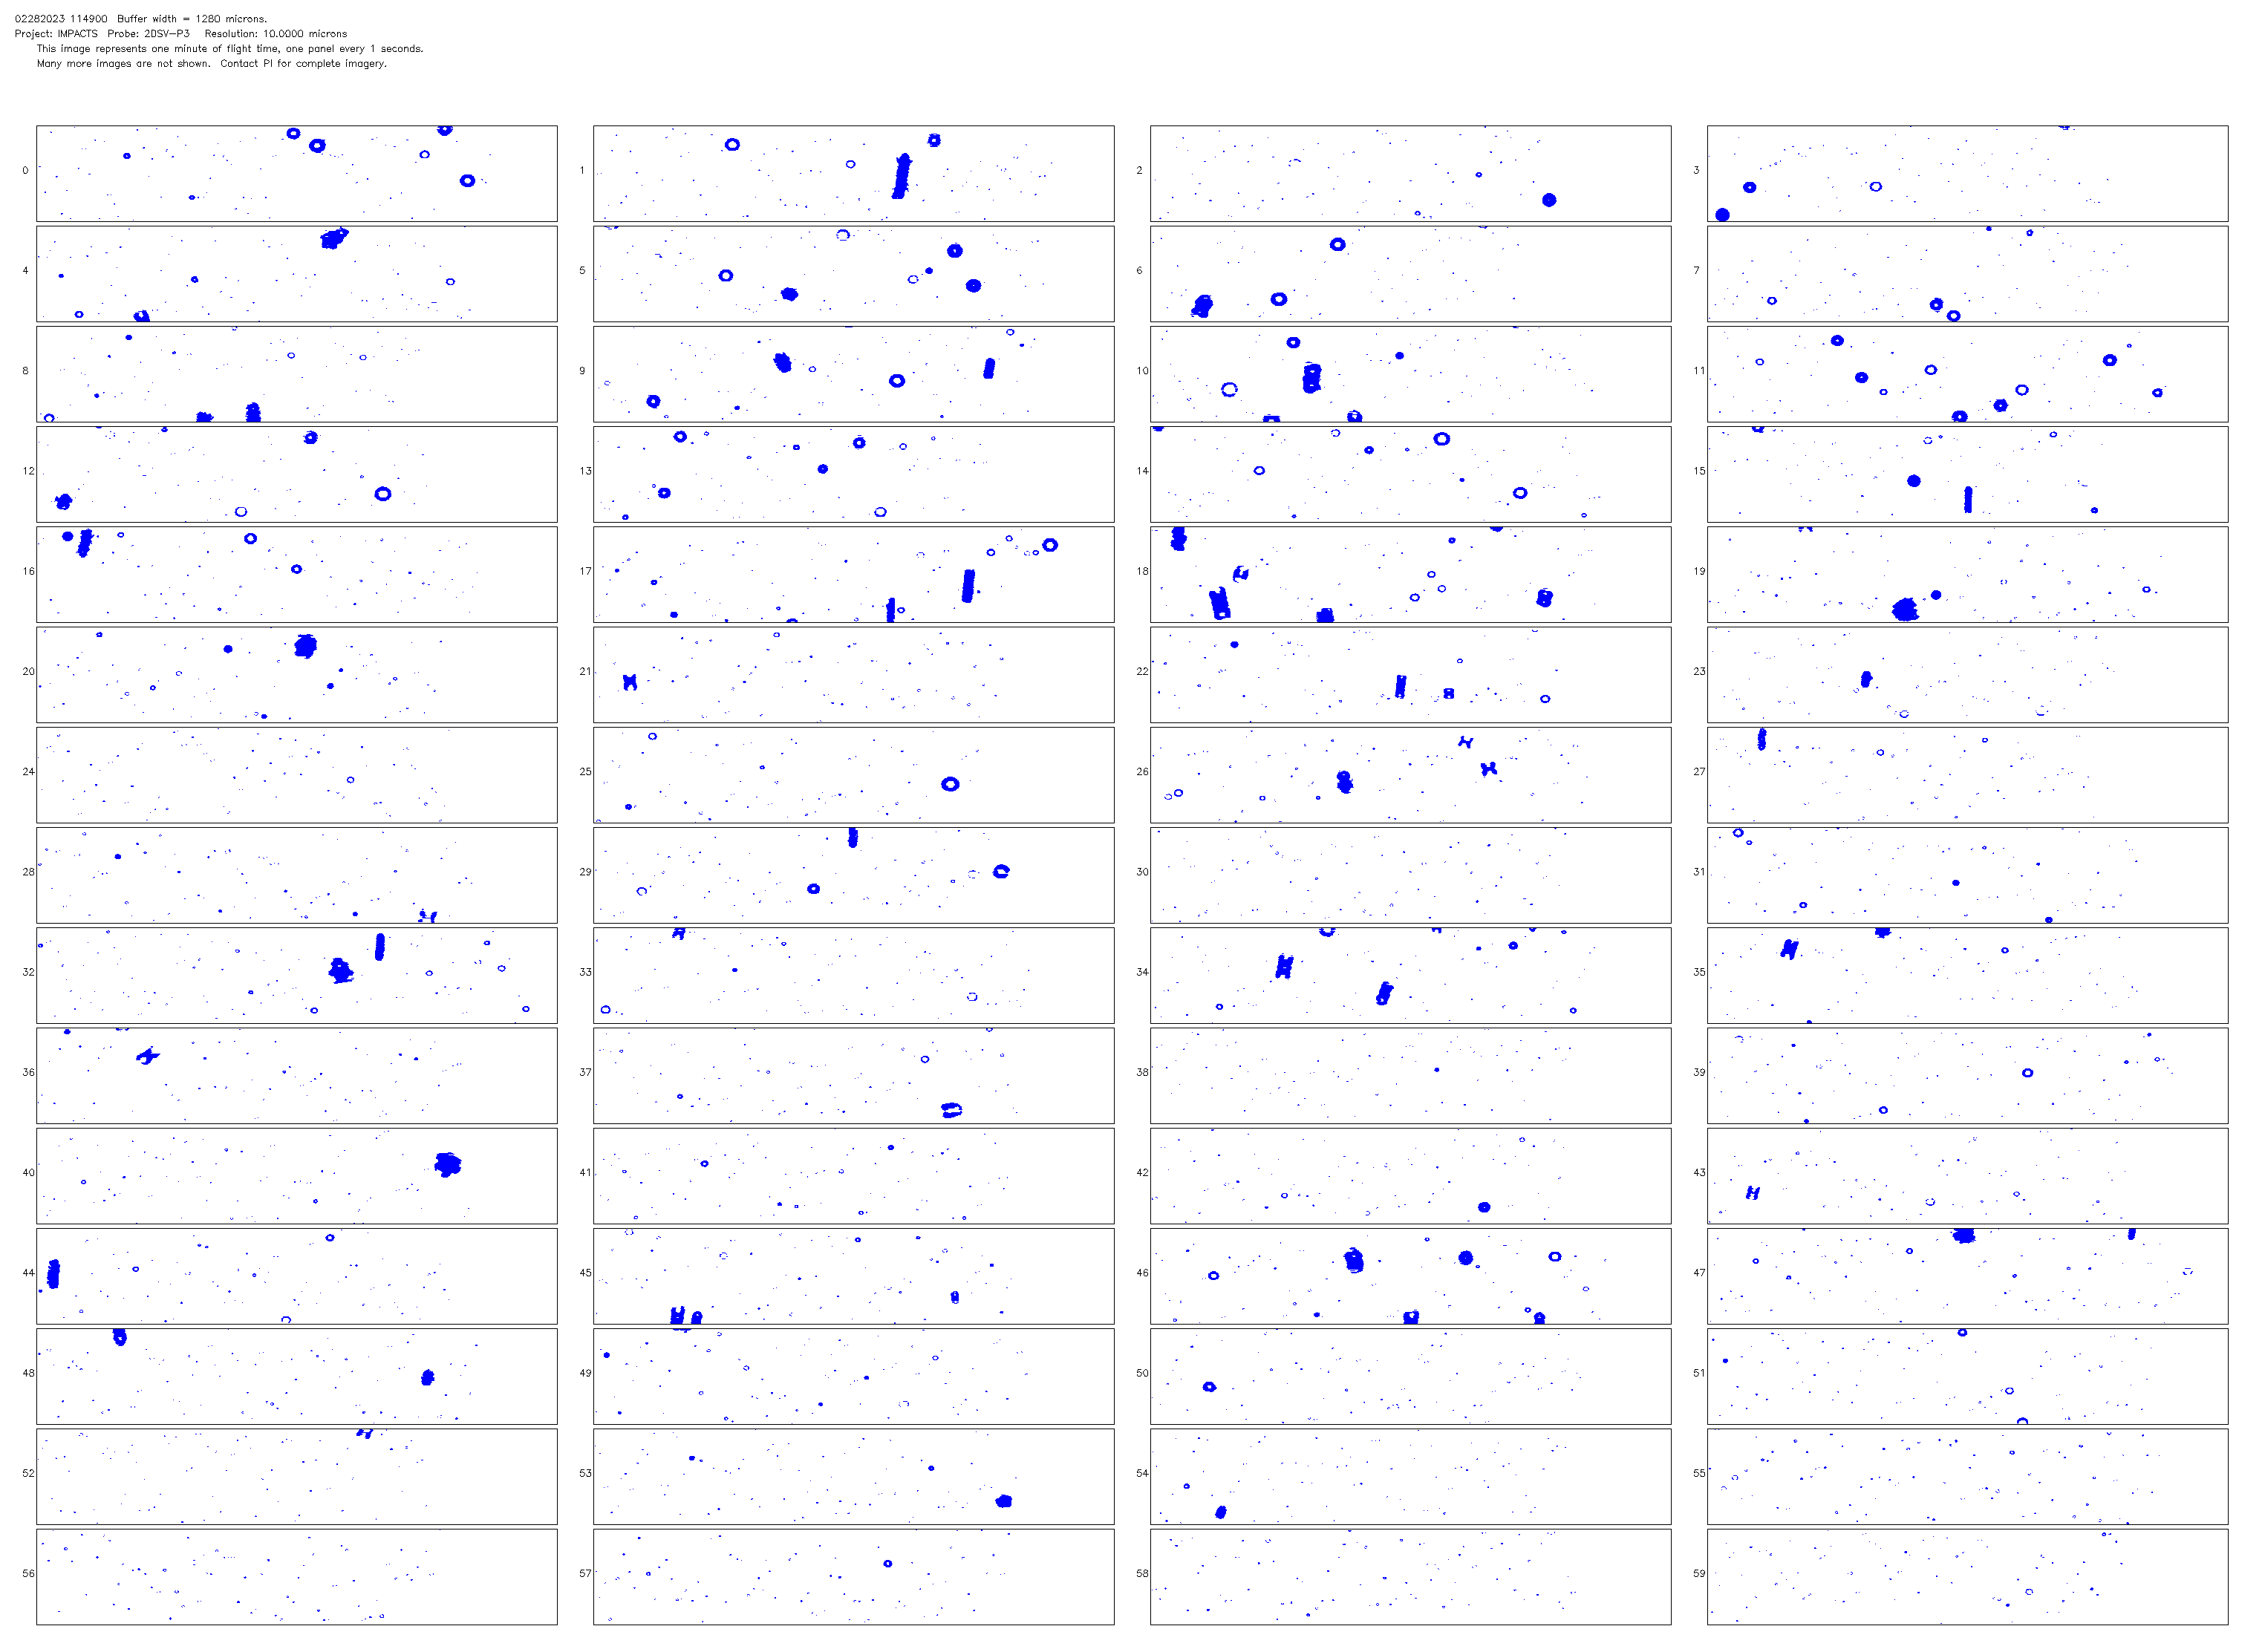 02282023 114900  Buffer width = 1280 microns.
Project: IMPACTS  Probe: 2DSV-P3    Resolution: 10.0000 microns
This image represents one minute of flight time, one panel every 1 seconds.
Many more images are not shown.  Contact PI for complete imagery.
0 1 2 3
4 5 6 7
8 9 10 11
12 13 14 15
16 17 18 19
20 21 22 23
24 25 26 27
28 29 30 31
32 33 34 35
36 37 38 39
40 41 42 43
44 45 46 47
48 49 50 51
52 53 54 55
56 57 58 59